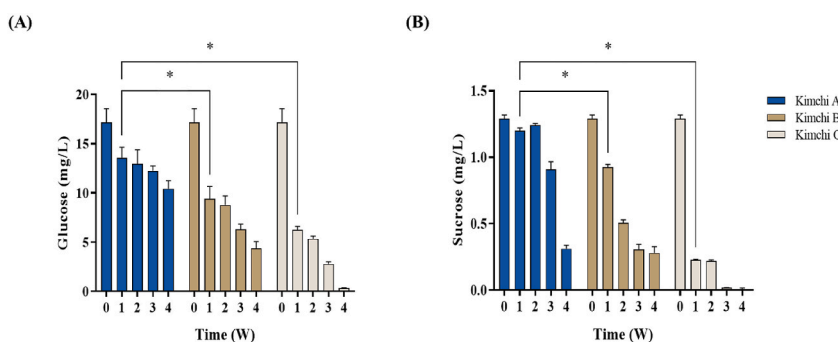 (A)
(B)
*
*
Glucose (mg/L)
20
15
10
5
0
0 1 2 3 4 0 1 2 3 4 0 1 2 3 4
Time (W)
*
*
Sucrose (mg/L)
1.5
1.0
0.5
0.0
0 1 2 3 4 0 1 2 3 4 0 1 2 3 4
Time (W)
Kimchi A
Kimchi B
Kimchi